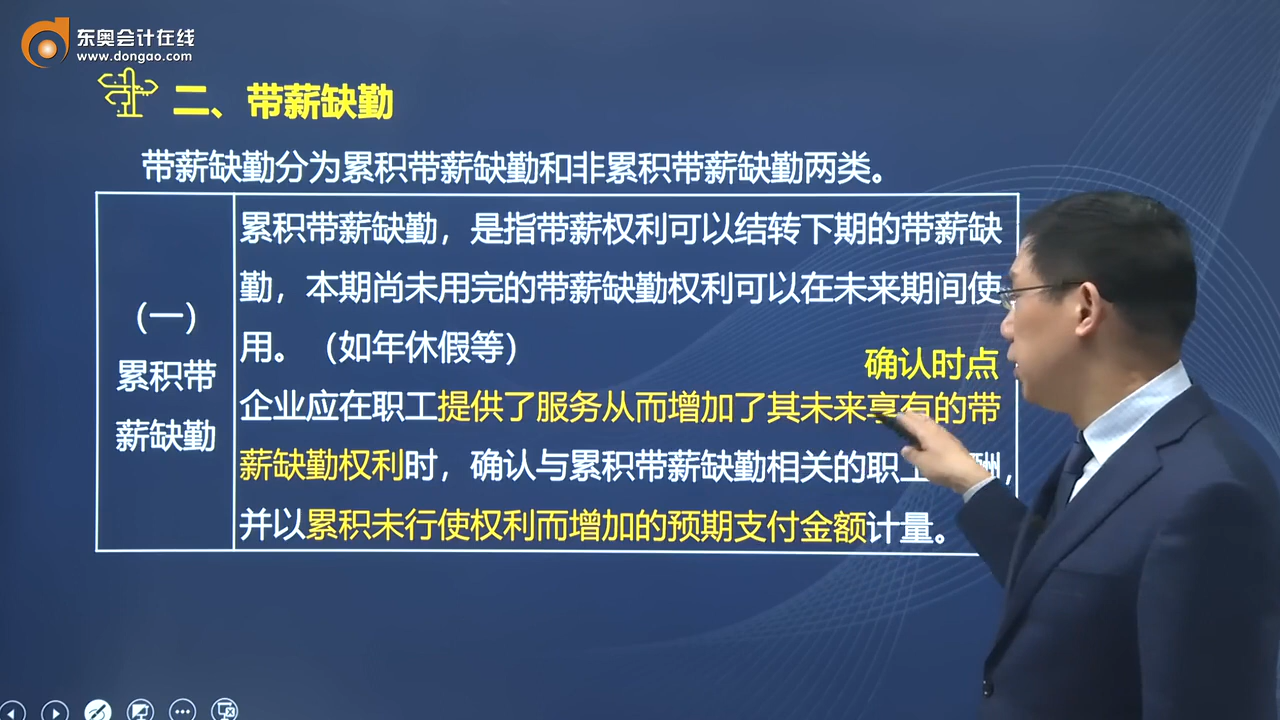 东奥会计在线
www.dongao.com
二、带薪缺勤
带薪缺勤分为累积带薪缺勤和非累积带薪缺勤两类。
（一）
累积带
薪缺勤
累积带薪缺勤，是指带薪权利可以结转下期的带薪缺
勤，本期尚未用完的带薪缺勤权利可以在未来期间使
用。（如年休假等）
确认时点
企业应在职工提供了服务从而增加了其未来享有的带
薪缺勤权利时，确认与累积带薪缺勤相关的职工酬，
并以累积未行使权利而增加的预期支付金额计量。